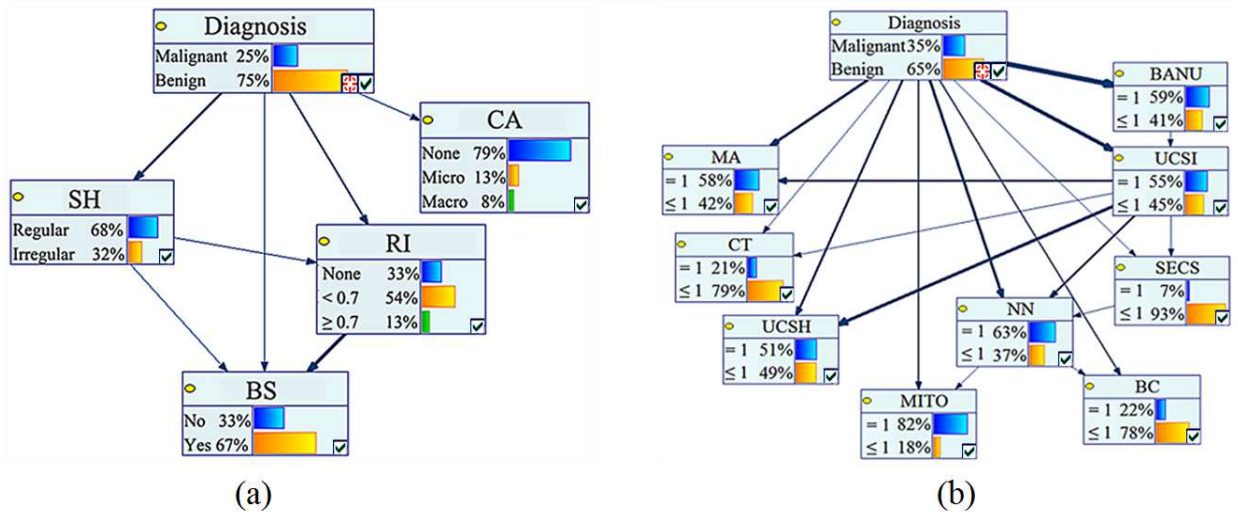 Diagnosis
Malignant 25%
Benign 75%
CA
None 79%
Micro 13%
Macro 8%
SH
Regular 68%
Irregular 32%
RI
None 33%
< 0.7 54%
≥ 0.7 13%
BS
No 33%
Yes 67%
(a)
Diagnosis
Malignant 35%
Benign 65%
BANU
= 1 59%
≤ 1 41%
MA
= 1 58%
≤ 1 42%
UCSI
= 1 55%
≤ 1 45%
CT
= 1 21%
≤ 1 79%
SECS
= 1 7%
≤ 1 93%
UCSH
= 1 51%
≤ 1 49%
NN
= 1 63%
≤ 1 37%
MITO
= 1 82%
≤ 1 18%
BC
= 1 22%
≤ 1 78%
(b)